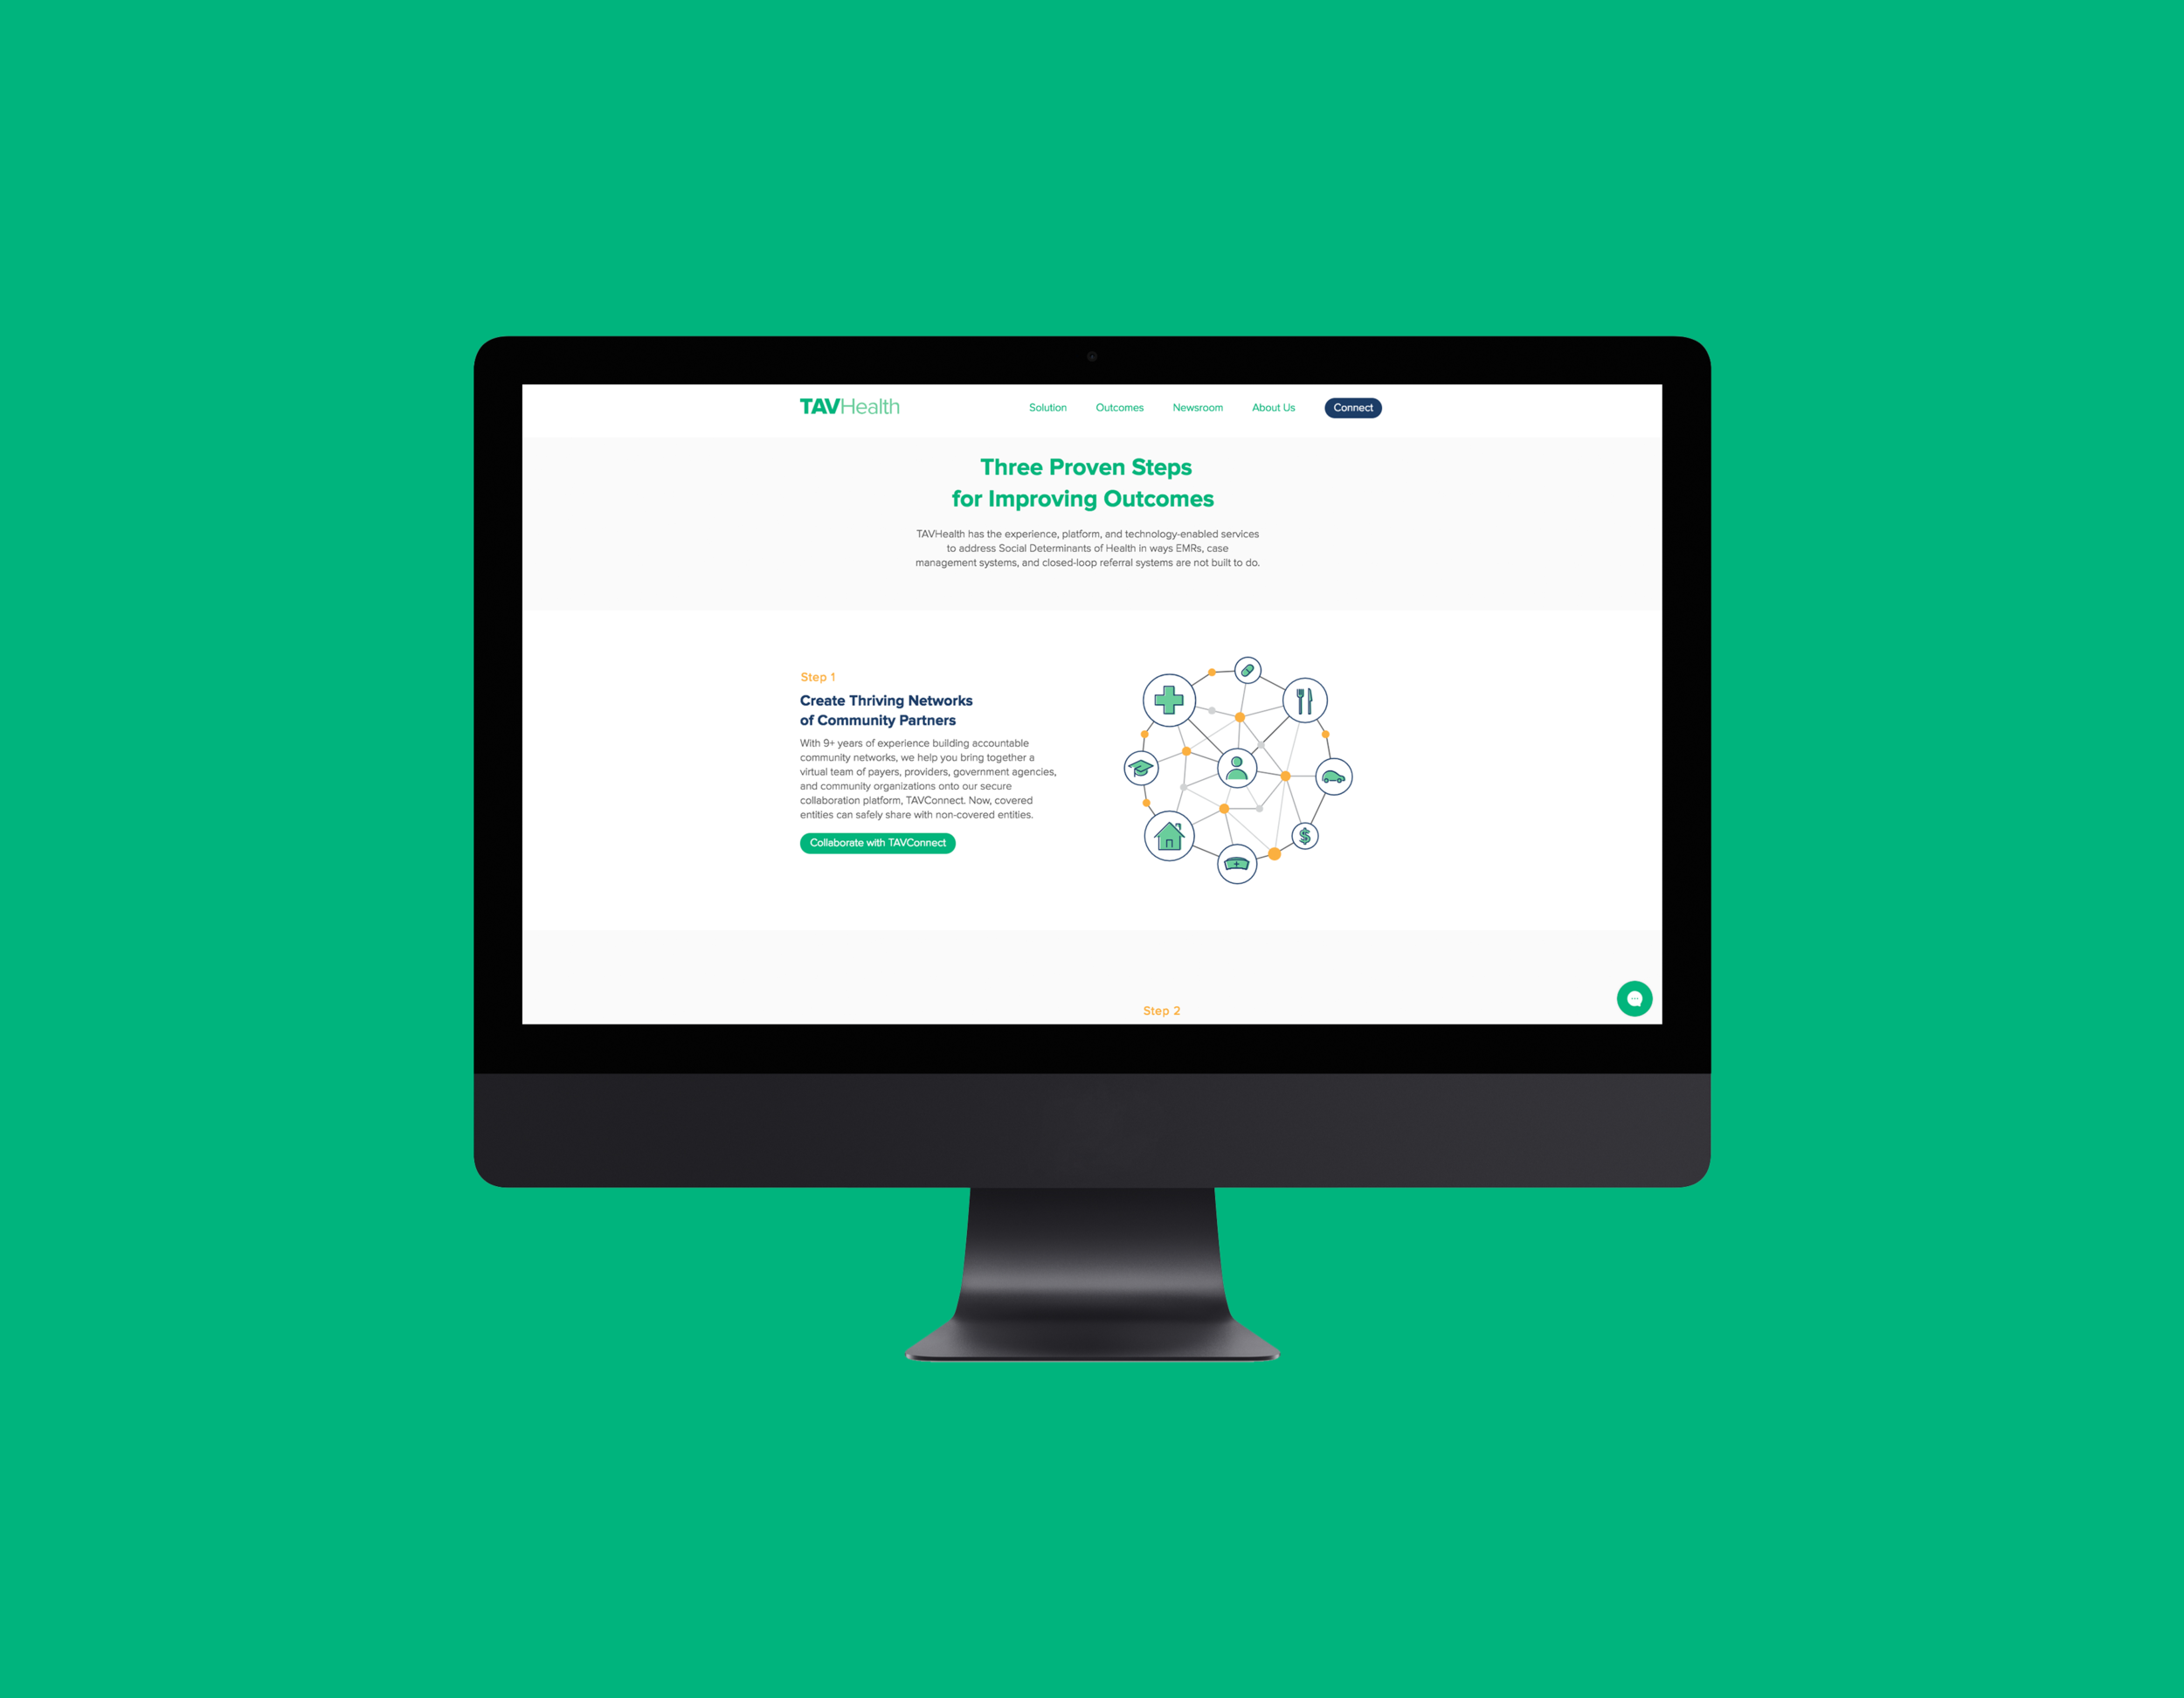 TAVHealth
Solution
Outcomes
Newsroom
About Us
Connect
Three Proven Steps
for Improving Outcomes
TAVHealth has the experience, platform, and technology-enabled services
to address Social Determinants of Health in ways EMRs, case
management systems, and closed-loop referral systems are not built to do.
Step 1
Create Thriving Networks
of Community Partners
With 9+ years of experience building accountable
community networks, we help you bring together a
virtual team of payers, providers, government agencies,
and community organizations onto our secure
collaboration platform, TAVConnect. Now, covered
entities can safely share with non-covered entities.
Collaborate with TAVConnect
$
Step 2